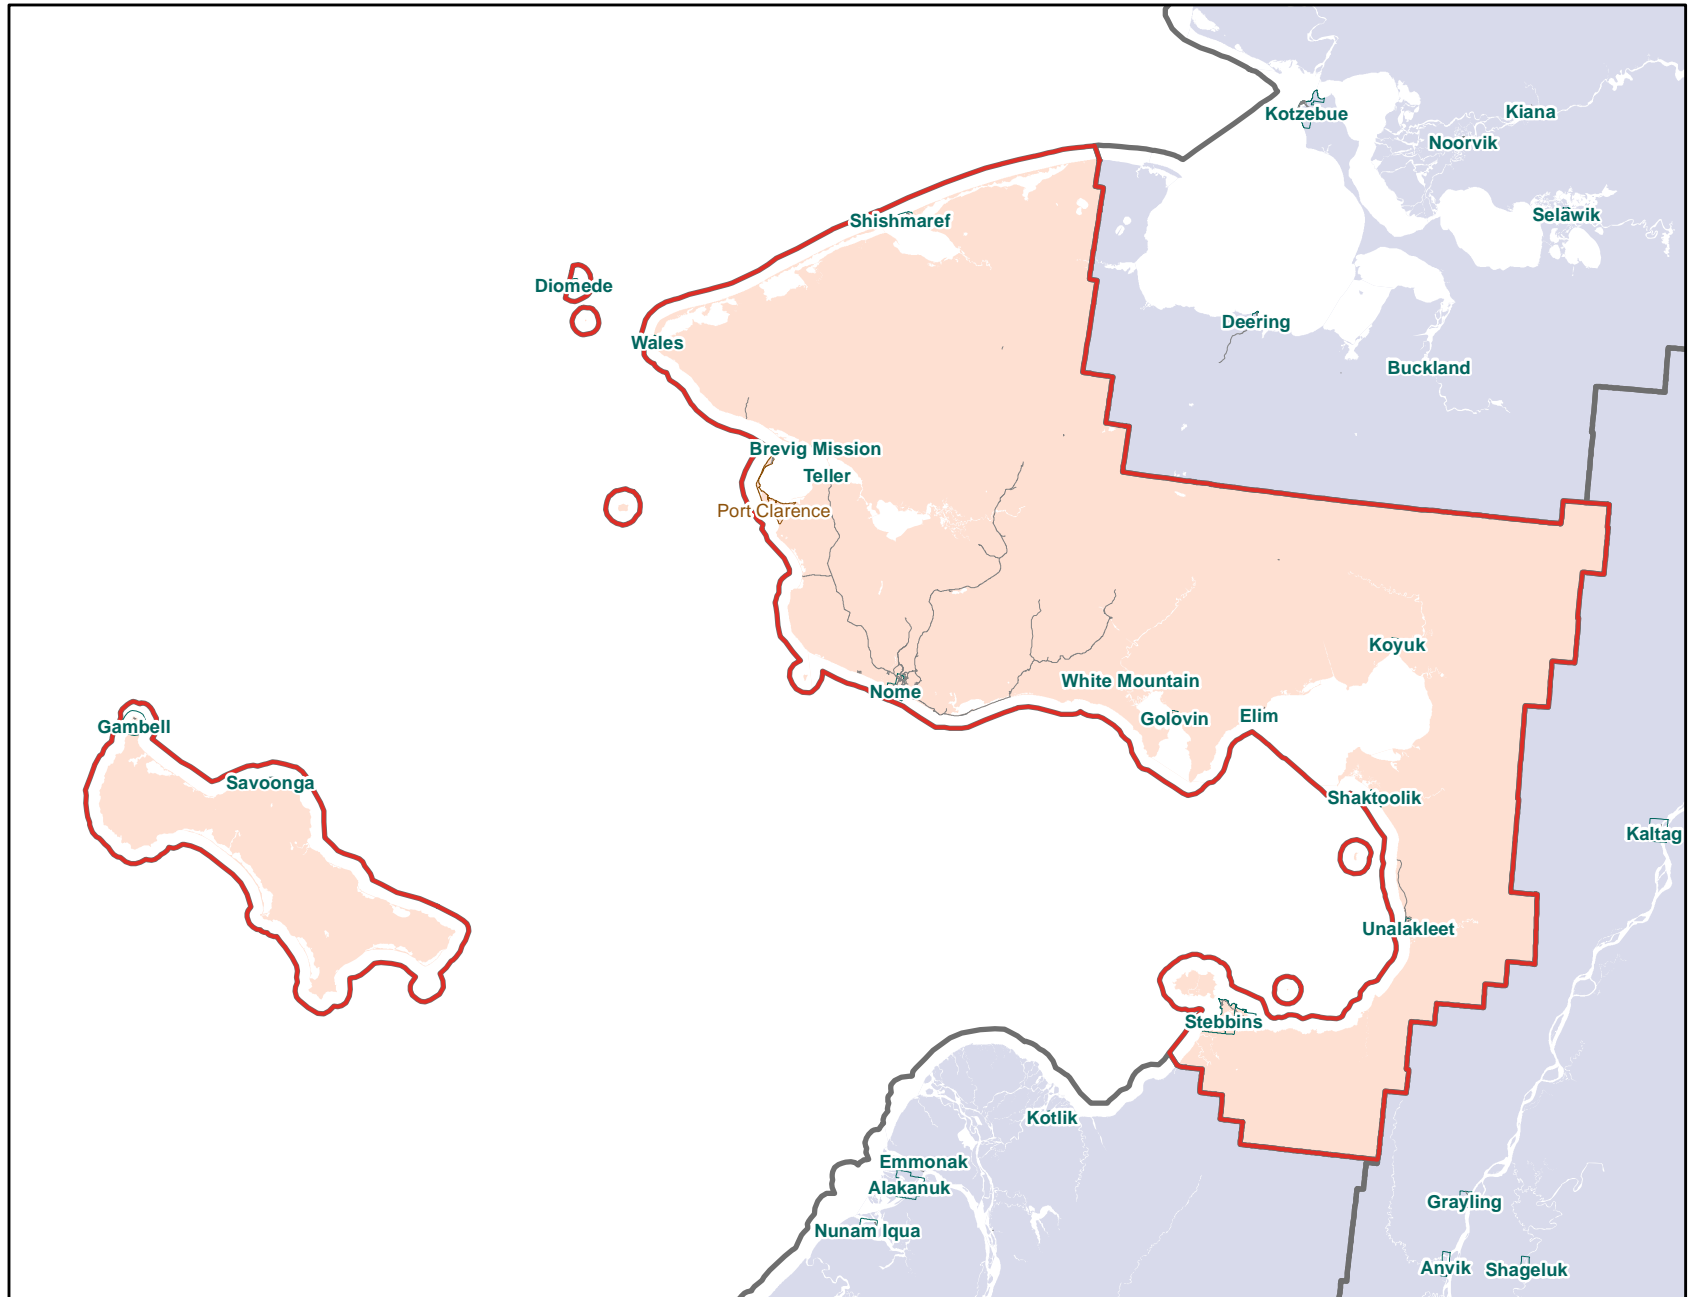 Kotzebue
Kiana
Noorvik
Selawik
Shishmaref
Diomede
Deering
Wales
Buckland
Brevig Mission
Teller
Port Clarence
Koyuk
White Mountain
Nome
Golovin
Elim
Gambell
Savoonga
Shaktoolik
Kaltag
Unalakleet
Stebbins
Kotlik
Emmonak
Alakanuk
Grayling
Nunam Iqua
Anvik
Shageluk